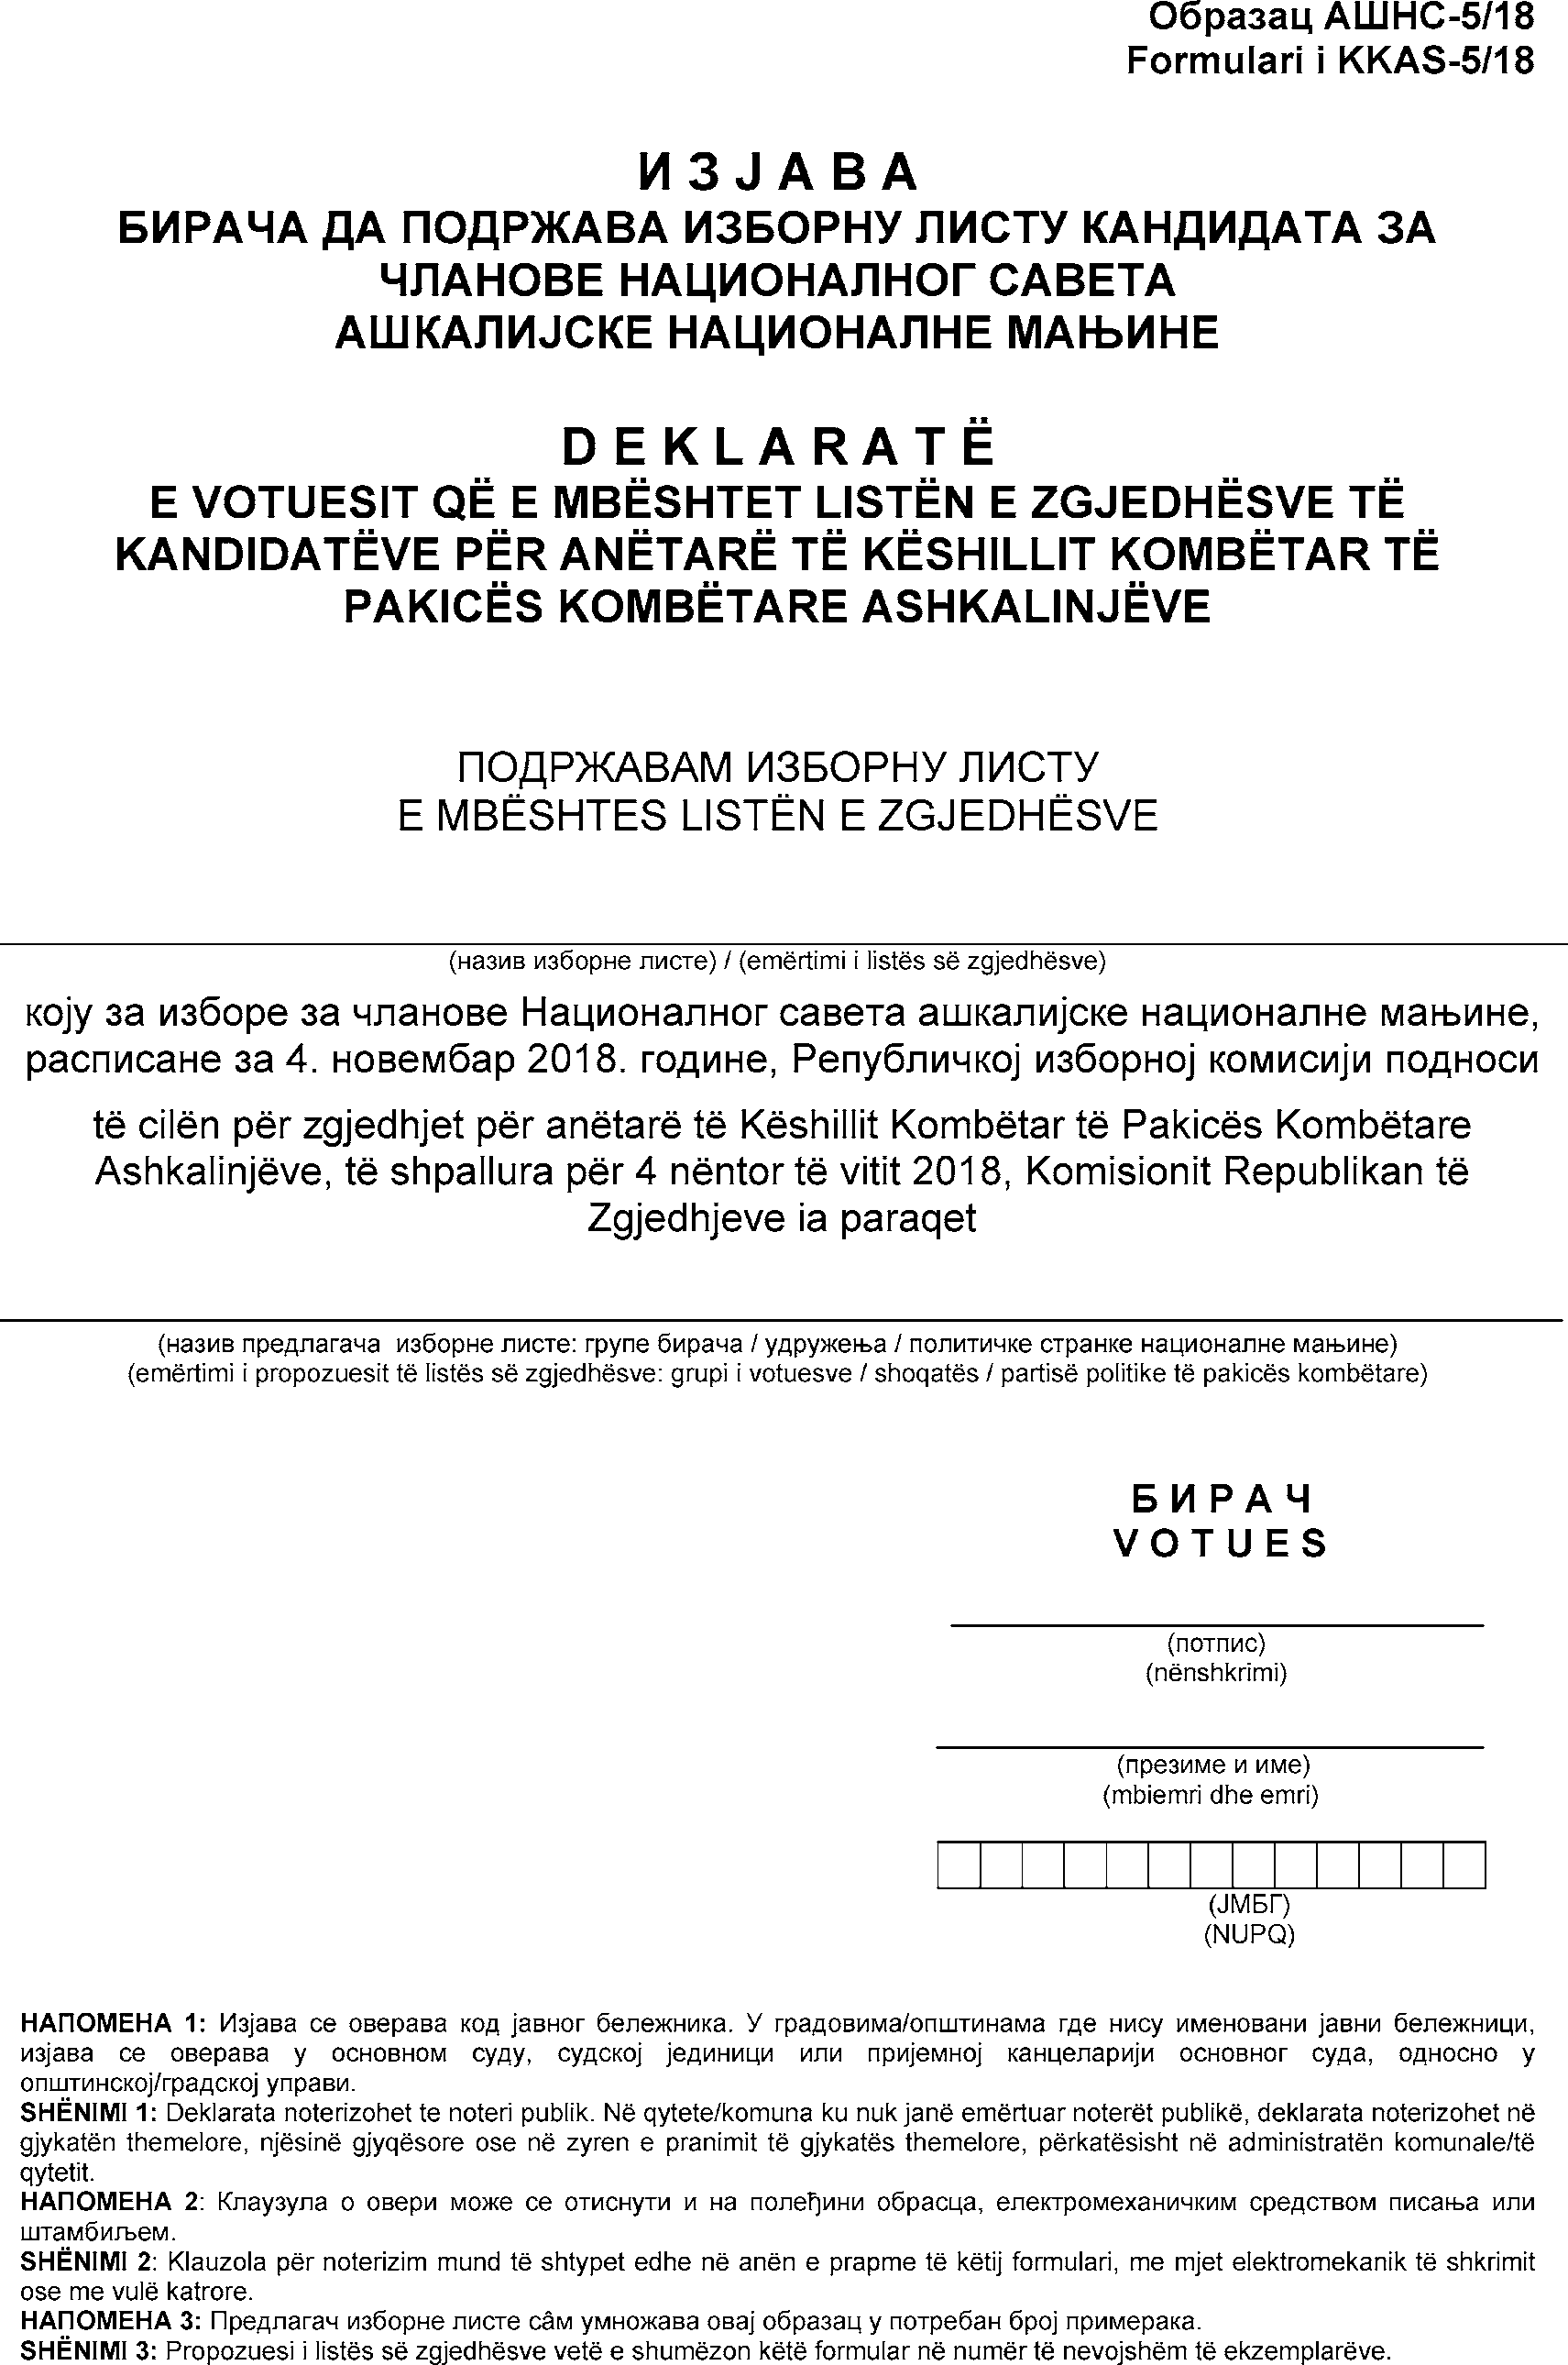 Образац АШНС-5/18
Formulari i KKAS-5/18
И З Ј А В А
БИРАЧА ДА ПОДРЖАВА ИЗБОРНУ ЛИСТУ КАНДИДАТА ЗА
ЧЛАНОВЕ НАЦИОНАЛНОГ САВЕТА
АШКАЛИЈСКЕ НАЦИОНАЛНЕ МАЊИНЕ
D E K L A R A T Ë
E VOTUESIT QË E MBËSHTET LISTËN E ZGJEDHËSVE TË
KANDIDATËVE PËR ANËTARË TË KËSHILLIT KOMBËTAR TË
PAKICËS KOMBËTARE ASHKALINJËVE
ПОДРЖАВАМ ИЗБОРНУ ЛИСТУ
E MBËSHTES LISTËN E ZGJEDHËSVE
(назив изборне листе) / (emërtimi i listës së zgjedhësve)
коју за изборе за чланове Националног савета ашкалијске националне мањине,
расписане за 4. новембар 2018. године, Републичкој изборној комисији подноси
të cilën për zgjedhjet për anëtarë të Këshillit Kombëtar të Pakicës Kombëtare
Ashkalinjëve, të shpallura për 4 nëntor të vitit 2018, Komisionit Republikan të
Zgjedhjeve ia paraqet
(назив предлагача изборне листе: групе бирача / удружења / политичке странке националне мањине)
(emërtimi i propozuesit të listës së zgjedhësve: grupi i votuesve / shoqatës / partisë politike të pakicës kombëtare)
Б И Р А Ч
V O T U E S
(потпис)
(nënshkrimi)
(презиме и име)
(mbiemri dhe emri)
(ЈМБГ)
(NUPQ)
НАПОМЕНА 1: Изјава се оверава код јавног бележника. У градовима/општинама где нису именовани јавни бележници,
изјава се оверава у основном суду, судској јединици или пријемној канцеларији основног суда, односно у
општинској/градској управи.
SHËNIMI 1: Deklarata noterizohet te noteri publik. Në qytete/komuna ku nuk janë emërtuar noterët publikë, deklarata noterizohet në
gjykatën themelore, njësinë gjyqësore ose në zyren e pranimit të gjykatës themelore, përkatësisht në administratën komunale/të
qytetit.
НАПОМЕНА 2: Клаузула о овери може се отиснути и на полеђини обрасца, електромеханичким средством писања или
штамбиљем.
SHËNIMI 2: Klauzola për noterizim mund të shtypet edhe në anën e prapme të këtij formulari, me mjet elektromekanik të shkrimit
ose me vulë katrore.
НАПОМЕНА 3: Предлагач изборне листе сâм умножава овај образац у потребан број примерака.
SHËNIMI 3: Propozuesi i listës së zgjedhësve vetë e shumëzon këtë formular në numër të nevojshëm të ekzemplarëve.